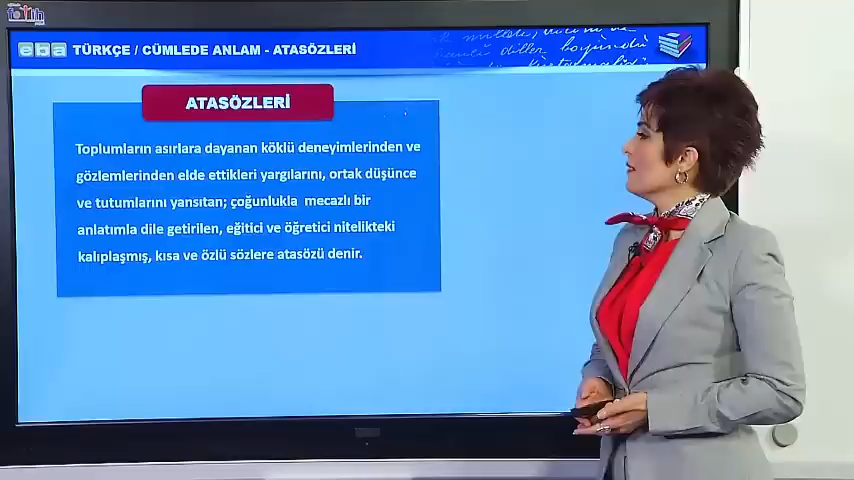 fatih
eba TÜRKÇE / CÜMLEDE ANLAM - ATASÖZLERİ
diller
ATASÖZLERİ
Toplumların asırlara dayanan köklü deneyimlerinden ve
gözlemlerinden elde ettikleri yargılarını, ortak düşünce
ve tutumlarını yansıtan; çoğunlukla mecazlı bir
anlatımla dile getirilen, eğitici ve öğretici nitelikteki
kalıplaşmış, kısa ve özlü sözlere atasözü denir.